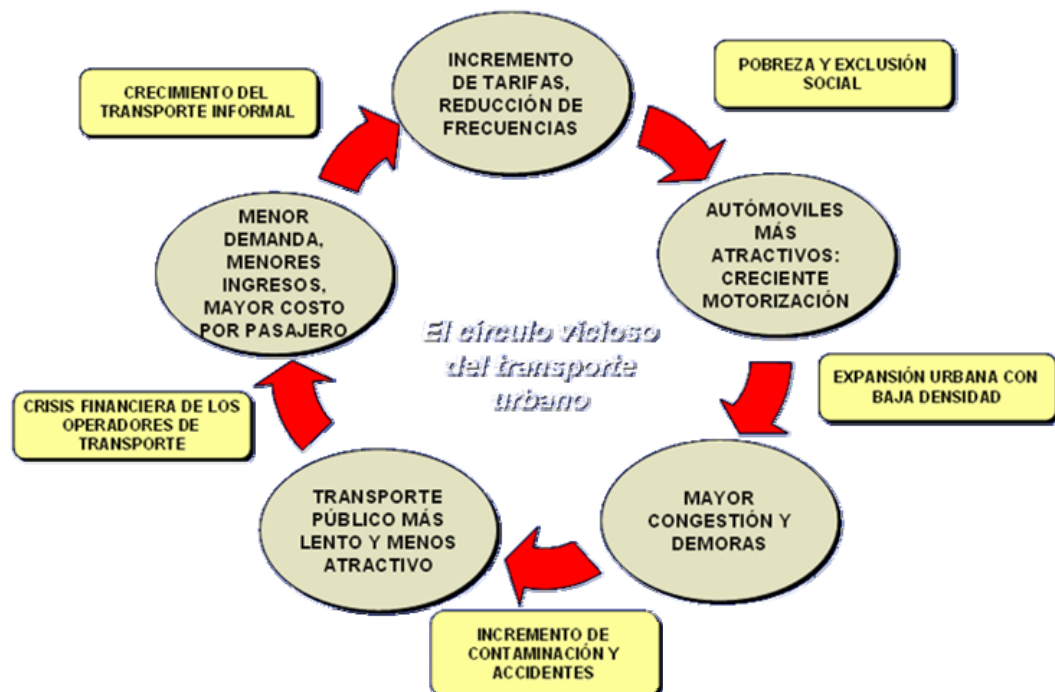 INCREMENTO
DE TARIFAS,
REDUCCIÓN DE
FRECUENCIAS
POBREZA Y EXCLUSIÓN
SOCIAL
AUTÓMOVILES
MÁS
ATRACTIVOS:
CRECIENTE
MOTORIZACIÓN
EXPANSIÓN URBANA CON
BAJA DENSIDAD
MAYOR
CONGESTIÓN Y
DEMORAS
INCREMENTO DE
CONTAMINACIÓN Y
ACCIDENTES
TRANSPORTE
PÚBLICO MÁS
LENTO Y MENOS
ATRACTIVO
CRISIS FINANCIERA DE LOS
OPERADORES DE
TRANSPORTE
MENOR
DEMANDA,
MENORES
INGRESOS,
MAYOR COSTO
POR PASAJERO
CRECIMIENTO DEL
TRANSPORTE INFORMAL
El círculo vicioso
del transporte
urbano